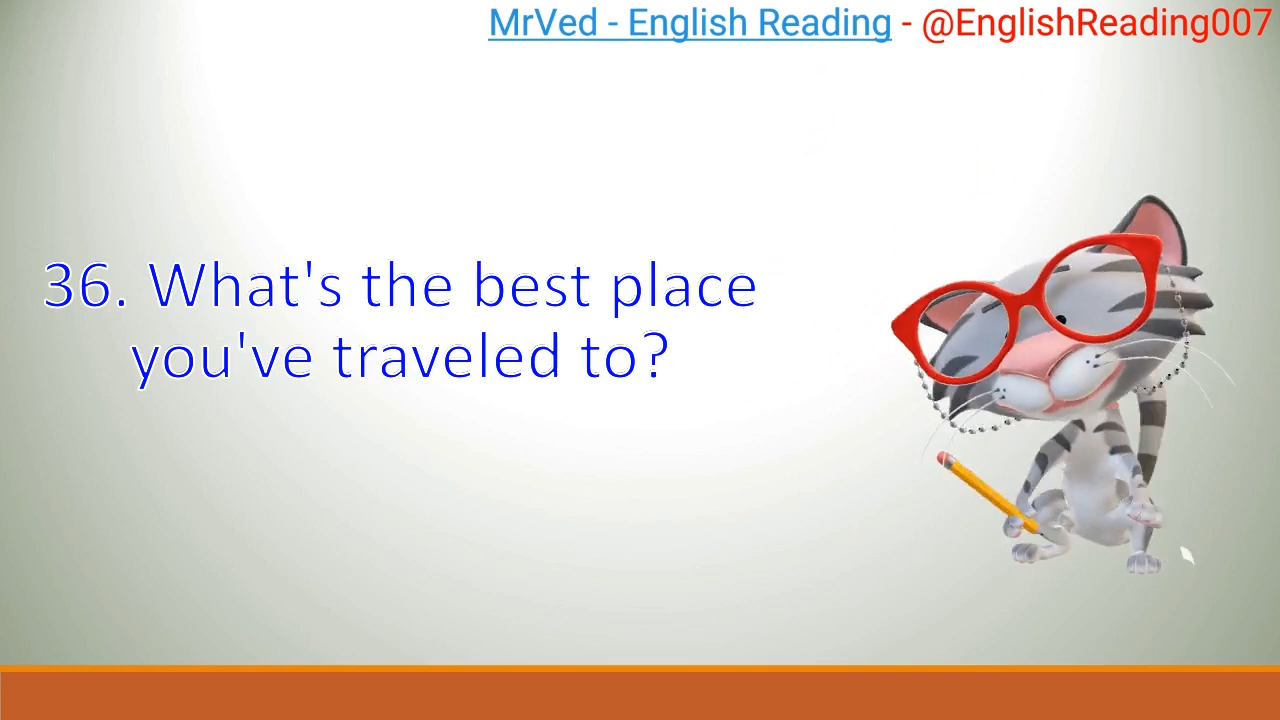 MrVed - English Reading - @EnglishReading007
36. What's the best place
you've traveled to?